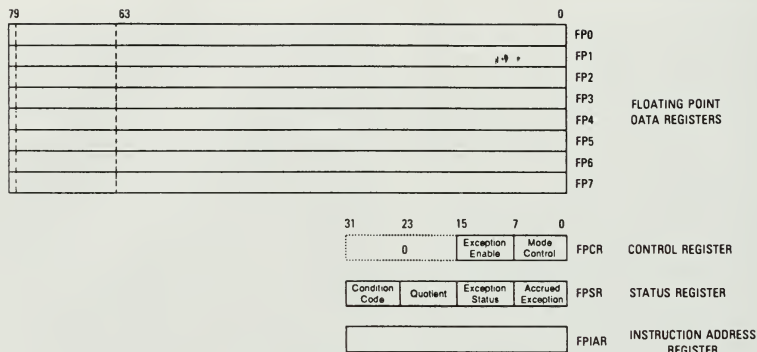 79 63 0
FP0
FP1
FP2
FP3
FP4
FP5
FP6
FP7
FLOATING POINT
DATA REGISTERS
31 23 15 7 0
0 Exception Enable Mode Control FPCR CONTROL REGISTER
Condition Code Quotient Exception Status Accrued Exception FPSR STATUS REGISTER
FPIAR INSTRUCTION ADDRESS
REGISTER